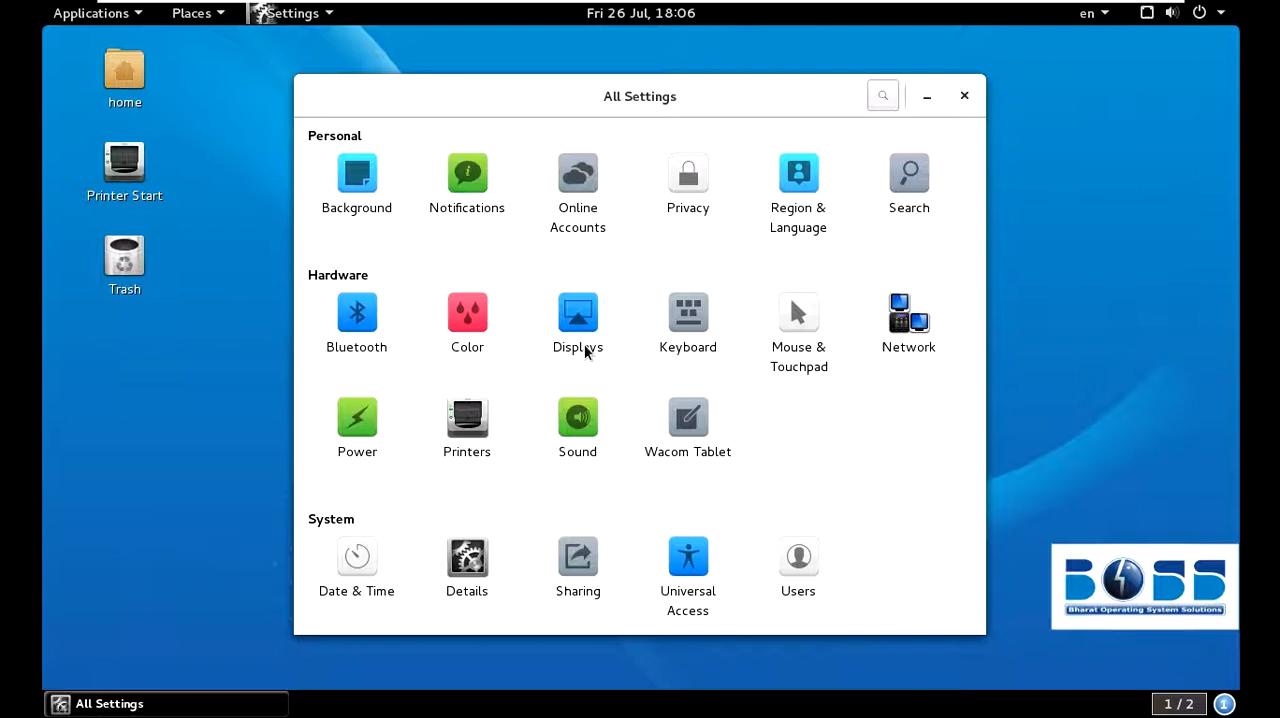 Applications Places Settings Fri 26 Jul, 18:06 en
home
Printer Start
Trash
All Settings
Personal
Background Notifications Online Accounts Privacy Region & Language Search
Hardware
Bluetooth Color Displays Keyboard Mouse & Touchpad Network
Power Printers Sound Wacom Tablet
System
Date & Time Details Sharing Universal Access Users
BOSS
Bharat Operating System Solutions
All Settings 1 / 2 1